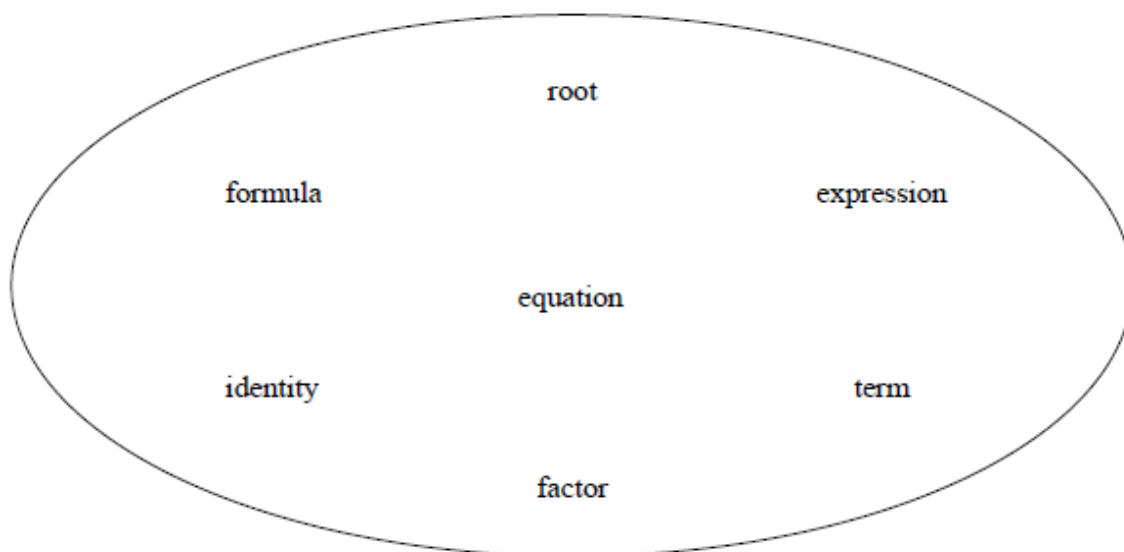 root
formula expression
equation
identity term
factor